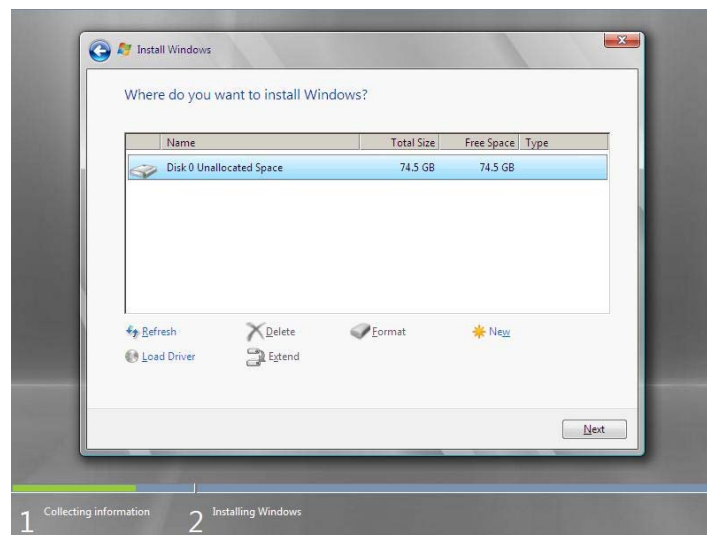 Install Windows
Where do you want to install Windows?
Name Total Size Free Space Type
Disk 0 Unallocated Space 74.5 GB 74.5 GB
Refresh Delete Format New
Load Driver Extend
Next
1 Collecting information 2 Installing Windows